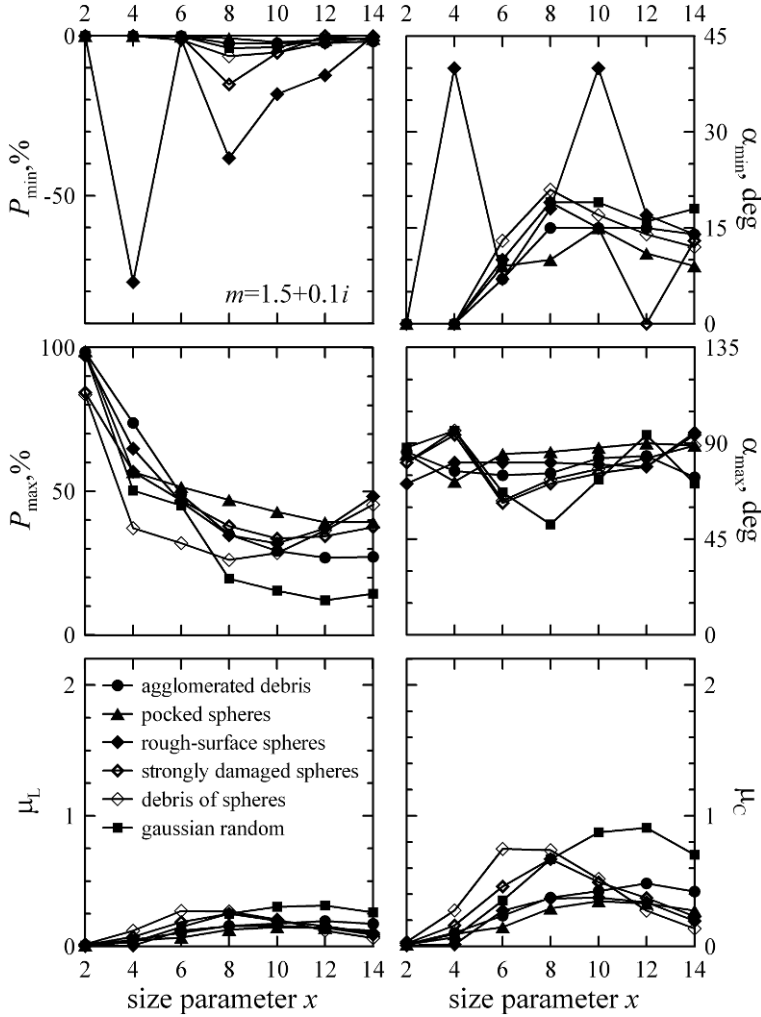 2 4 6 8 10 12 14
2 4 6 8 10 12 14
0
-50
P_min,%
m=1.5+0.1i
45
30
15
0
α_min, deg
100
50
0
P_max,%
135
90
45
0
α_max, deg
2
1
0
μ_L
agglomerated debris
pocked spheres
rough-surface spheres
strongly damaged spheres
debris of spheres
gaussian random
2
1
0
μ_C
2 4 6 8 10 12 14
2 4 6 8 10 12 14
size parameter x
size parameter x